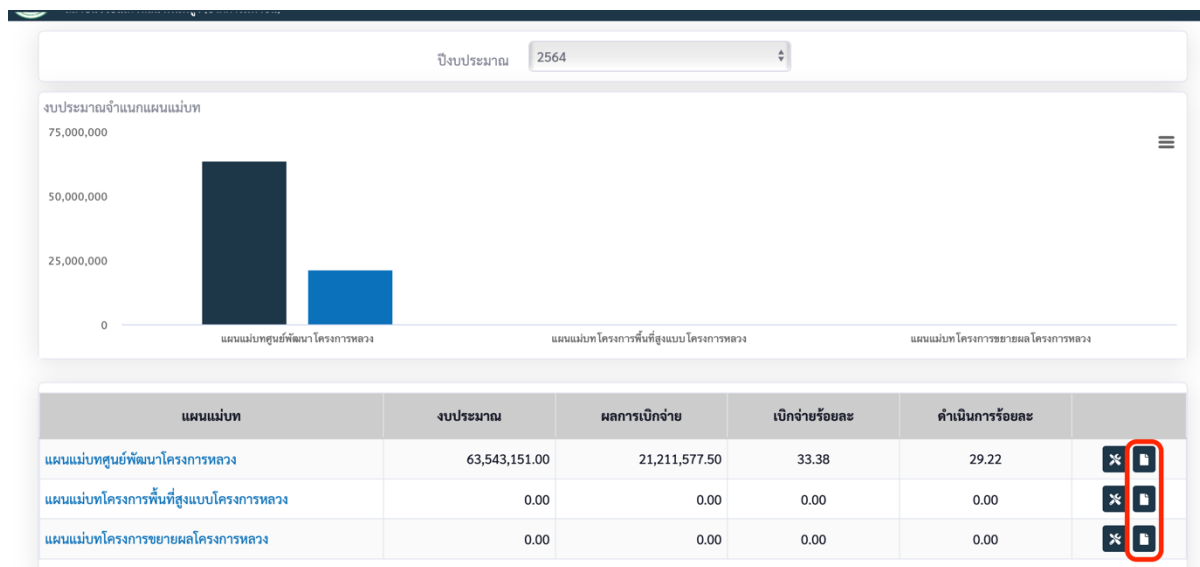 ปีงบประมาณ 2564
งบประมาณจำแนกแผนแม่บท
75,000,000
50,000,000
25,000,000
0
แผนแม่บทศูนย์พัฒนาโครงการหลวง แผนแม่บทโครงการพื้นที่สูงแบบโครงการหลวง แผนแม่บทโครงการขยายผลโครงการหลวง
แผนแม่บท งบประมาณ ผลการเบิกจ่าย เบิกจ่ายร้อยละ ดำเนินการร้อยละ
แผนแม่บทศูนย์พัฒนาโครงการหลวง 63,543,151.00 21,211,577.50 33.38 29.22
แผนแม่บทโครงการพื้นที่สูงแบบโครงการหลวง 0.00 0.00 0.00 0.00
แผนแม่บทโครงการขยายผลโครงการหลวง 0.00 0.00 0.00 0.00